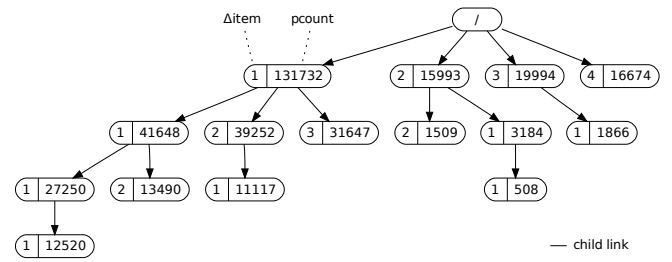 Δitem pcount /
1 131732 2 15993 3 19994 4 16674
1 41648 2 39252 3 31647 2 1509 1 3184 1 1866
1 27250 2 13490 1 11117 1 508
1 12520
child link